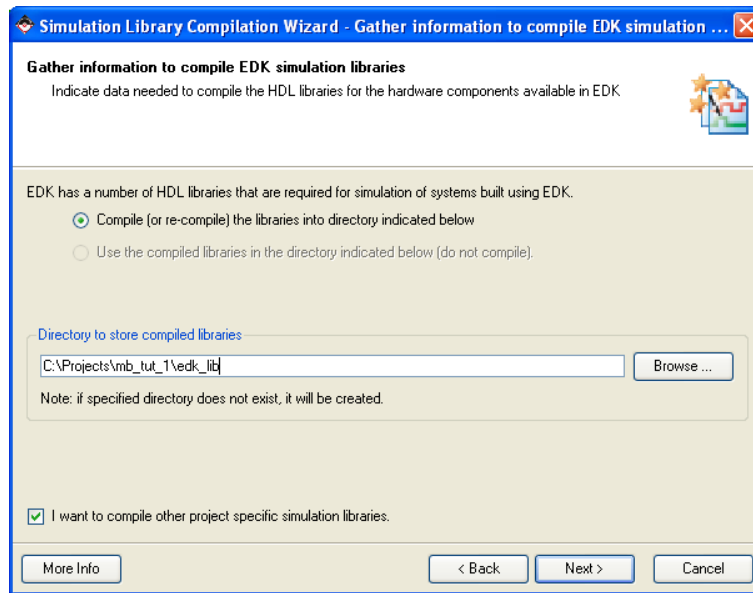 Simulation Library Compilation Wizard - Gather information to compile EDK simulation ...
Gather information to compile EDK simulation libraries
Indicate data needed to compile the HDL libraries for the hardware components available in EDK
EDK has a number of HDL libraries that are required for simulation of systems built using EDK.
Compile (or re-compile) the libraries into directory indicated below
Use the compiled libraries in the directory indicated below (do not compile).
Directory to store compiled libraries
C:\Projects\mb_tut_1\edk_lib
Browse ...
Note: if specified directory does not exist, it will be created.
I want to compile other project specific simulation libraries.
More Info
< Back
Next >
Cancel